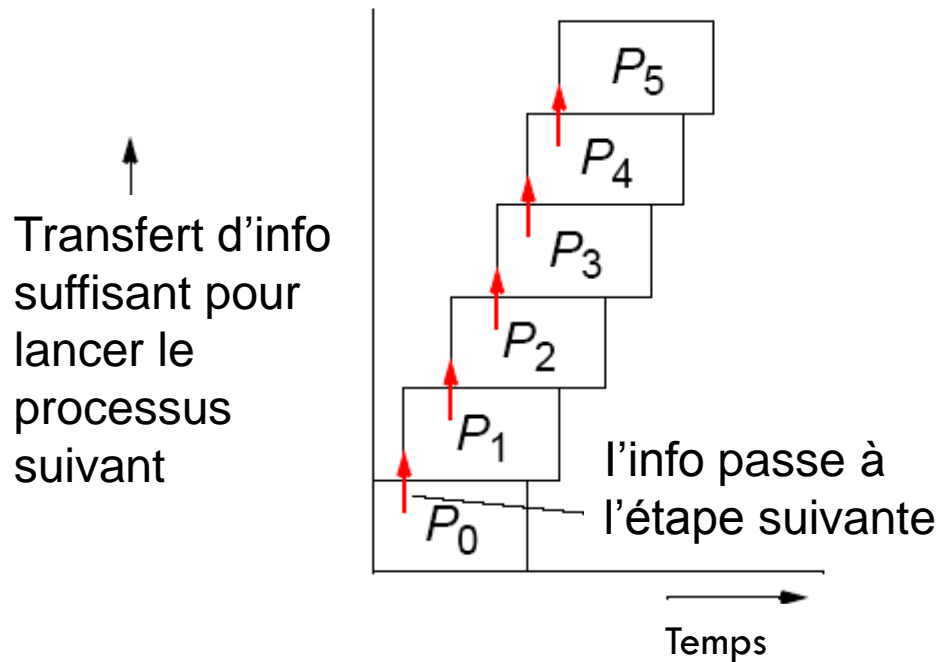 P5
P4
P3
P2
P1
P0
Transfert d’info
suffisant pour
lancer le
processus
suivant
l’info passe à
l’étape suivante
Temps